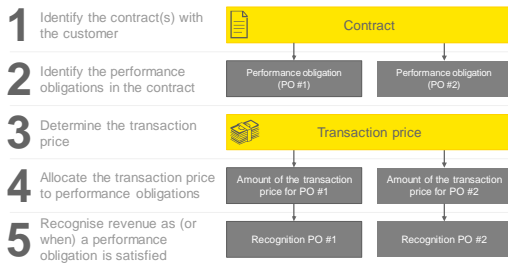 1
Identify the contract(s) with
the customer
Contract
2
Identify the performance
obligations in the contract
Performance obligation
(PO #1)
Performance obligation
(PO #2)
3
Determine the transaction
price
Transaction price
4
Allocate the transaction price
to performance obligations
Amount of the transaction
price for PO #1
Amount of the transaction
price for PO #2
5
Recognise revenue as (or
when) a performance
obligation is satisfied
Recognition PO #1
Recognition PO #2